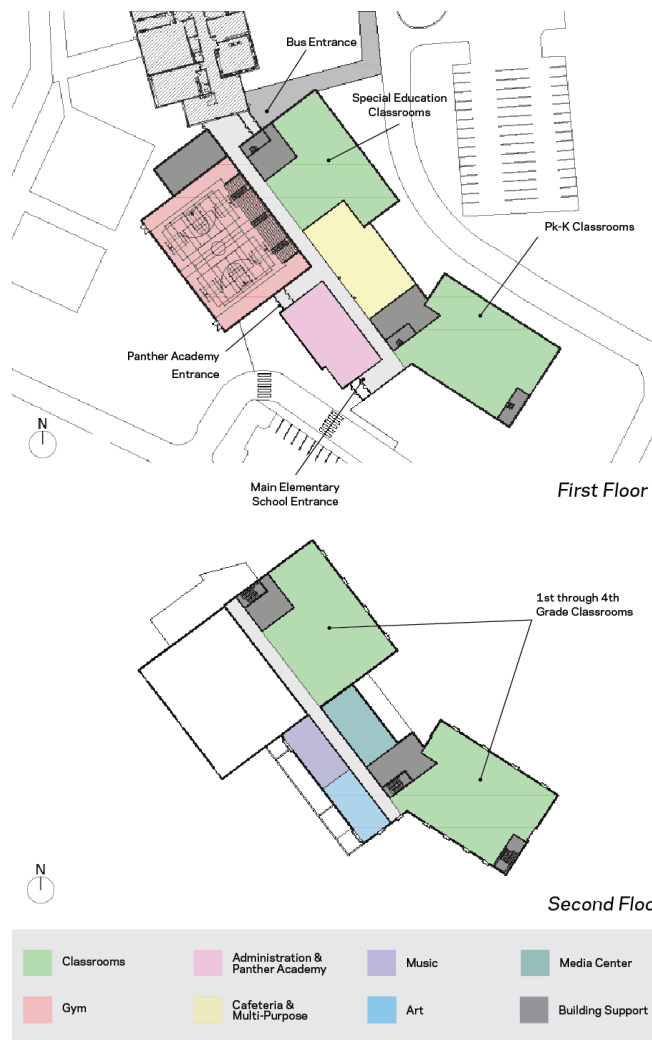 Bus Entrance
Special Education
Classrooms
Pk-K Classrooms
Panther Academy
Entrance
N
Main Elementary
School Entrance
First Floor
1st through 4th
Grade Classrooms
N
Second Floo
Classrooms
Administration &
Panther Academy
Music
Media Center
Gym
Cafeteria &
Multi-Purpose
Art
Building Support